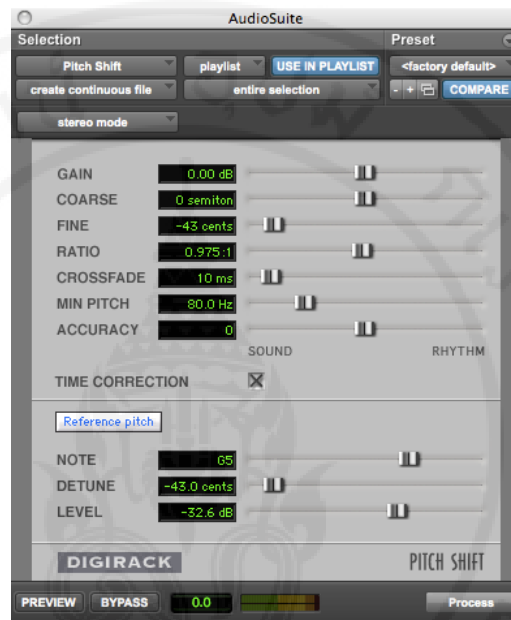 AudioSuite
Selection Preset
Pitch Shift playlist USE IN PLAYLIST <factory default>
create continuous file entire selection - + COMPARE
stereo mode
GAIN 0.00 dB
COARSE 0 semiton
FINE -43 cents
RATIO 0.975:1
CROSSFADE 10 ms
MIN PITCH 80.0 Hz
ACCURACY 0
SOUND RHYTHM
TIME CORRECTION
Reference pitch
NOTE G5
DETUNE -43.0 cents
LEVEL -32.6 dB
DIGIRACK PITCH SHIFT
PREVIEW BYPASS 0.0 Process